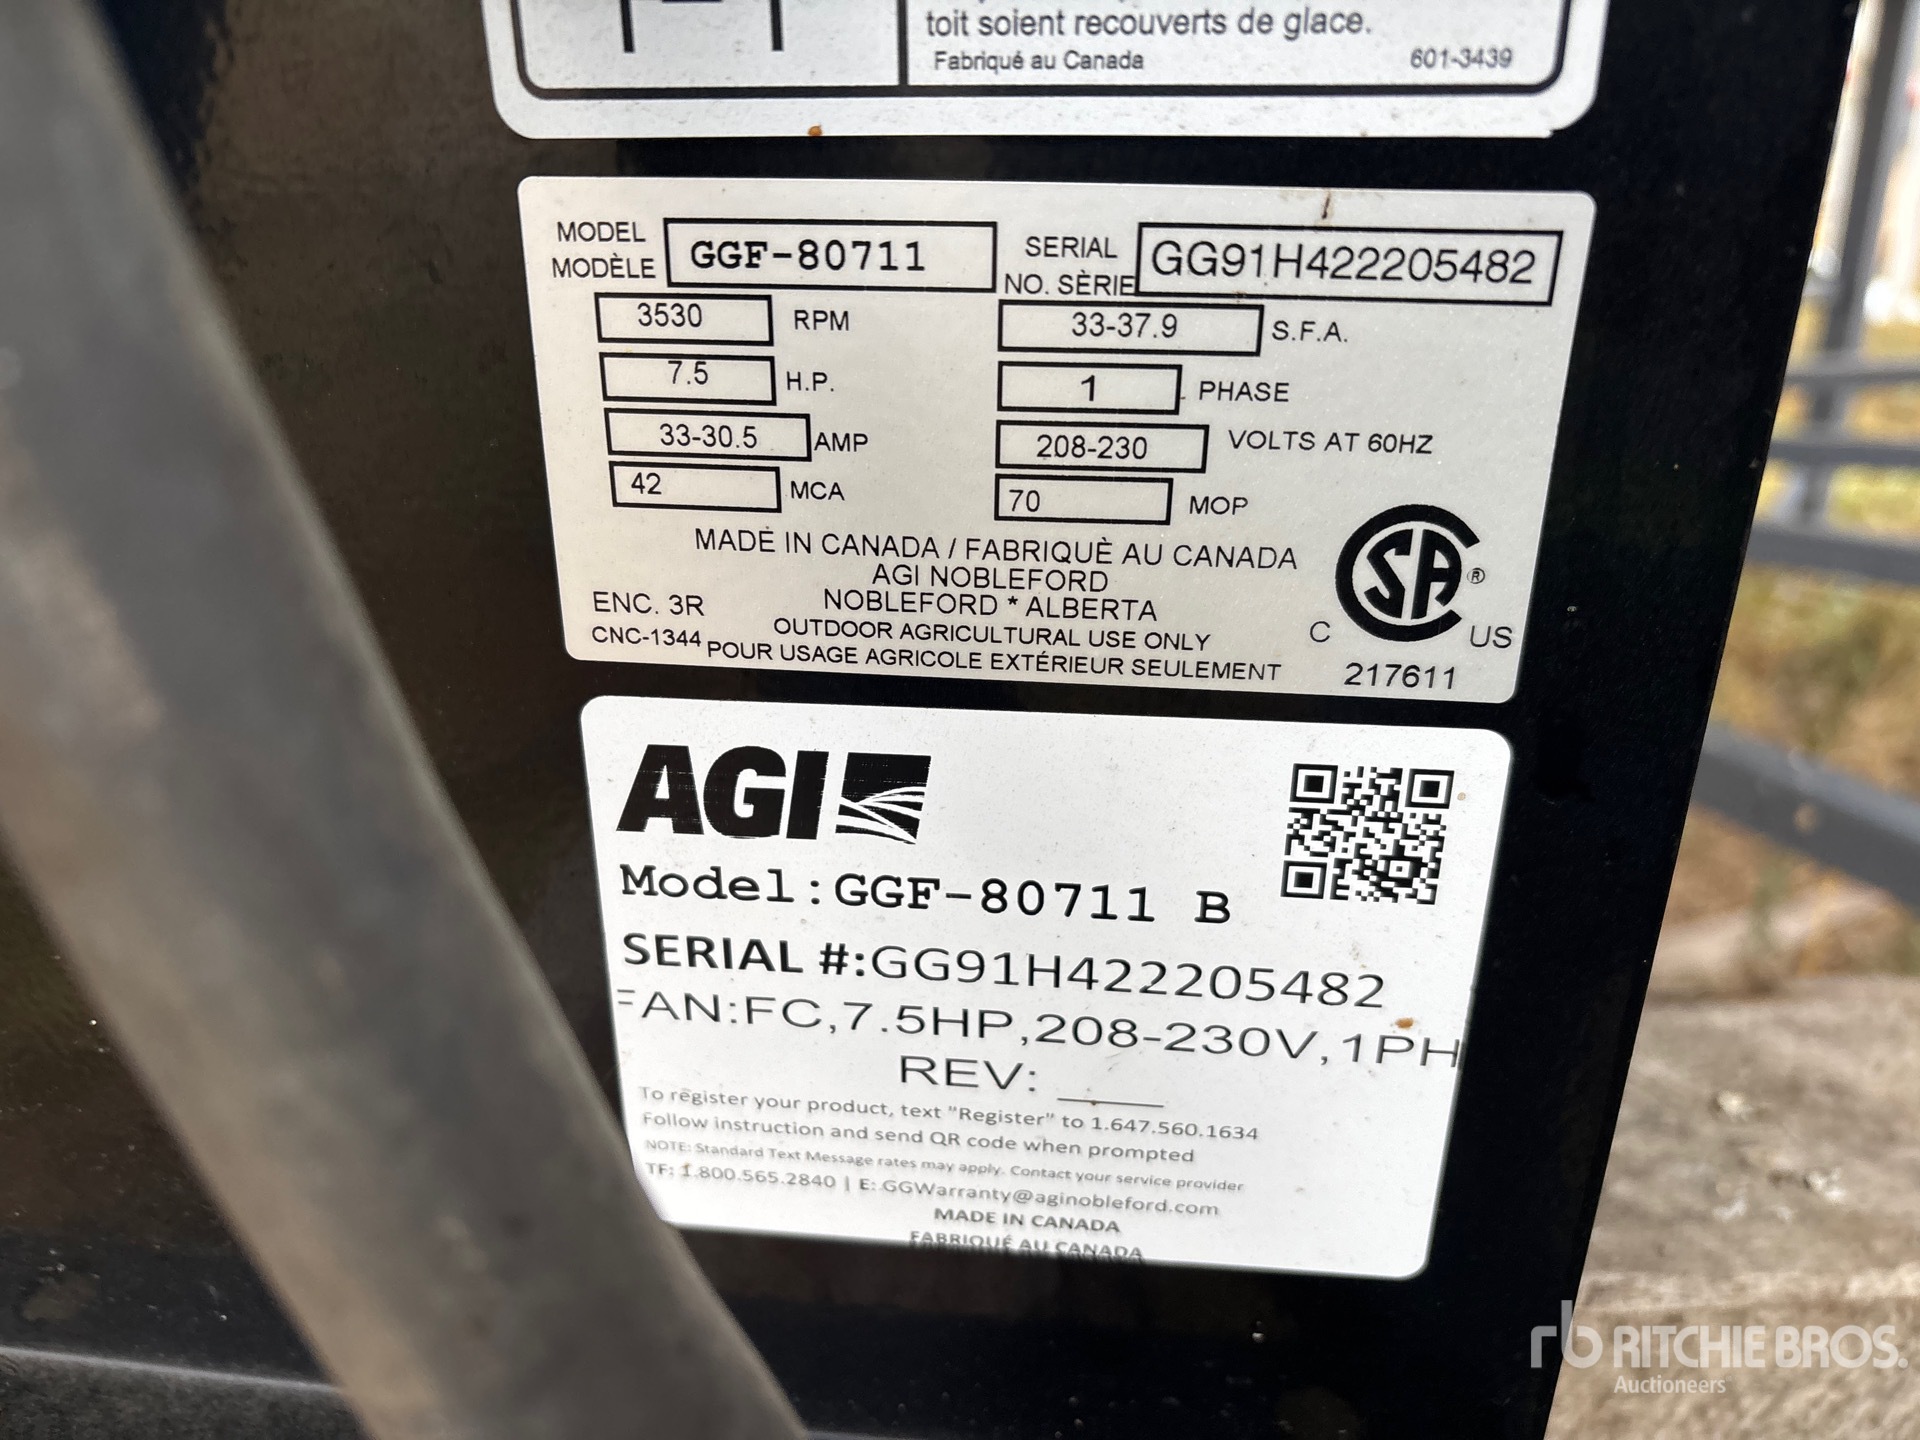 toit soient recouverts de glace.
Fabriqué au Canada 601-3439
MODEL GGF-80711 SERIAL GG91H422205482
MODÈLE NO. SÈRIE
3530 RPM 33-37.9 S.F.A.
7.5 H.P. 1 PHASE
33-30.5 AMP 208-230 VOLTS AT 60HZ
42 MCA 70 MOP
MADE IN CANADA / FABRIQUÈ AU CANADA
AGI NOBLEFORD
ENC. 3R NOBLEFORD * ALBERTA
CNC-1344 OUTDOOR AGRICULTURAL USE ONLY
POUR USAGE AGRICOLE EXTÉRIEUR SEULEMENT
CSA ®
C US
217611
AGI
Model:GGF-80711 B
SERIAL #:GG91H422205482
FAN:FC,7.5HP,208-230V,1PH
REV: ____
To register your product, text "Register" to 1.647.560.1634
Follow instruction and send QR code when prompted
NOTE: Standard Text Message rates may apply. Contact your service provider
TF: 1.800.565.2840 | E: GGWarranty@aginobleford.com
MADE IN CANADA
FABRIQUÉ AU CANADA
rb RITCHIE BROS.
Auctioneers